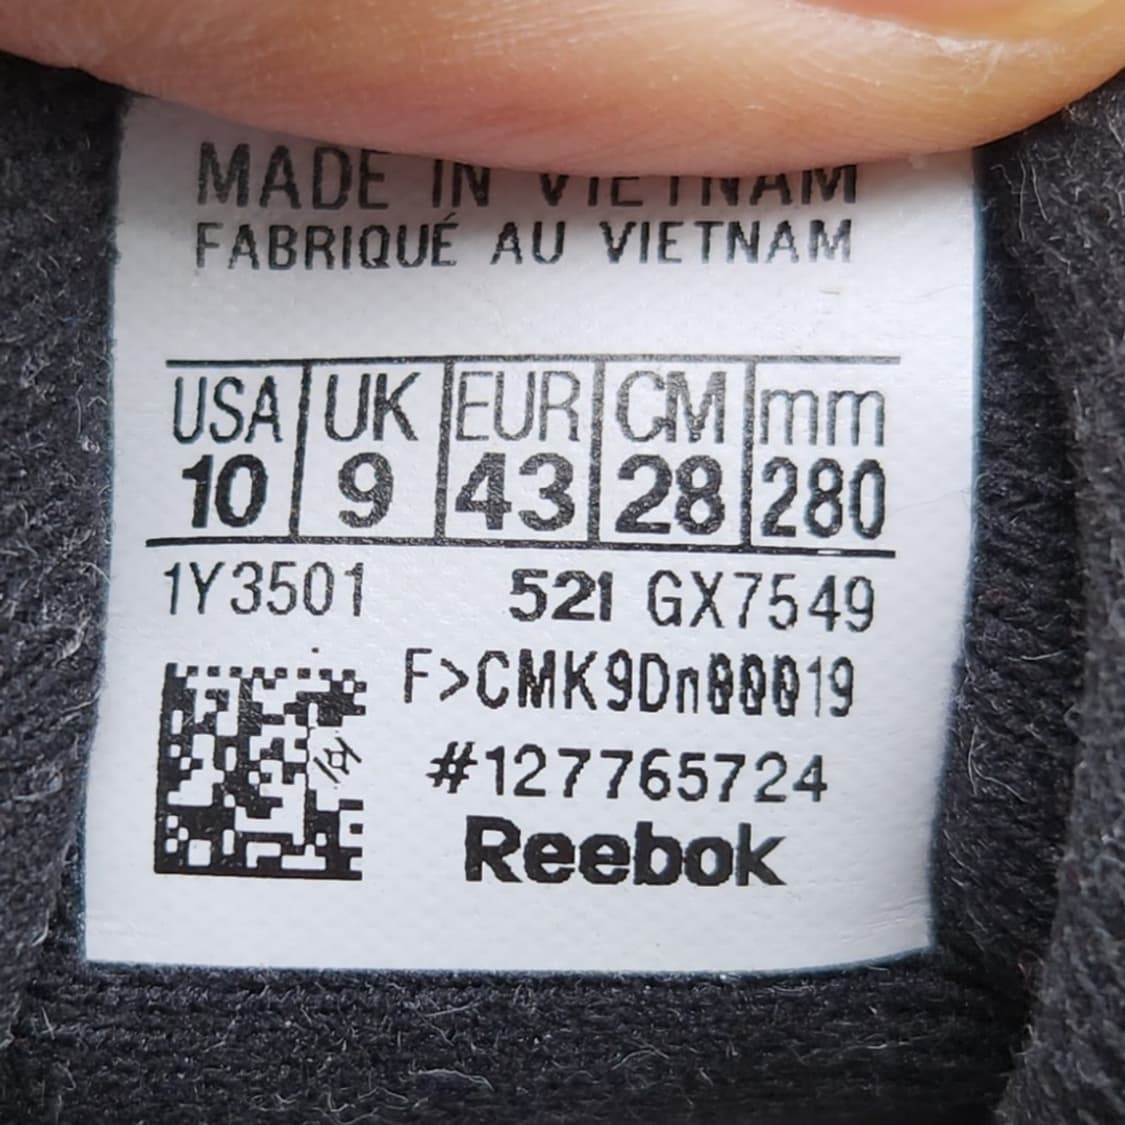 MADE IN VIETNAM
FABRIQUÉ AU VIETNAM
USA UK EUR CM mm
10 9 43 28 280
1Y3501 521 GX7549
#127765724
Reebok